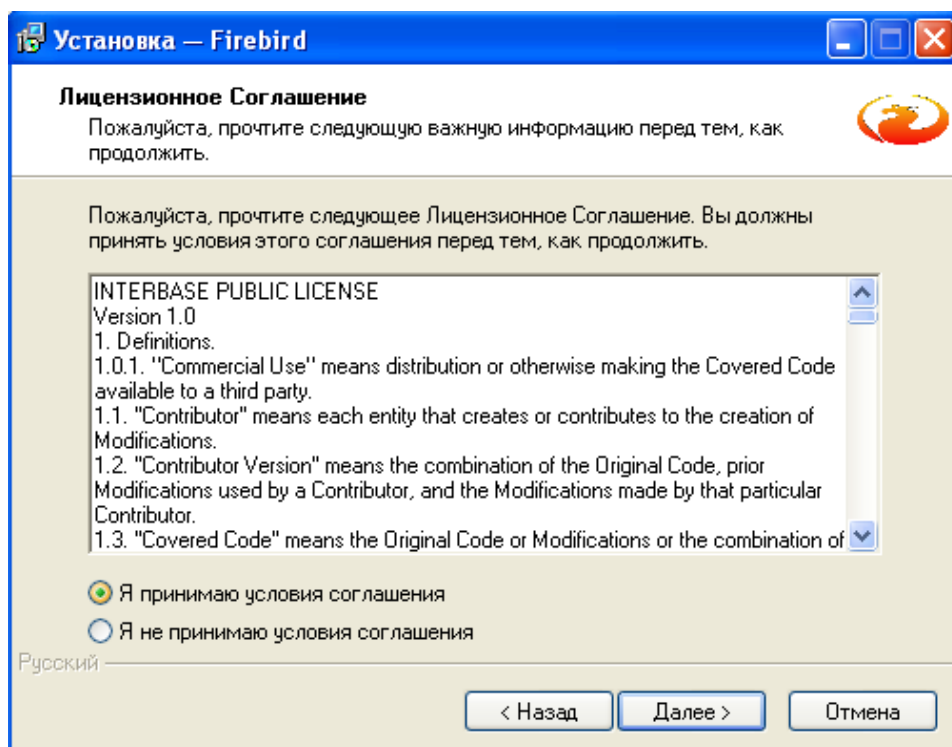 Установка — Firebird
Лицензионное Соглашение
Пожалуйста, прочтите следующую важную информацию перед тем, как
продолжить.
Пожалуйста, прочтите следующее Лицензионное Соглашение. Вы должны
принять условия этого соглашения перед тем, как продолжить.
INTERBASE PUBLIC LICENSE
Version 1.0
1. Definitions.
1.0.1. "Commercial Use" means distribution or otherwise making the Covered Code
available to a third party.
1.1. "Contributor" means each entity that creates or contributes to the creation of
Modifications.
1.2. "Contributor Version" means the combination of the Original Code, prior
Modifications used by a Contributor, and the Modifications made by that particular
Contributor.
1.3. "Covered Code" means the Original Code or Modifications or the combination of
Я принимаю условия соглашения
Я не принимаю условия соглашения
Русский
< Назад
Далее >
Отмена